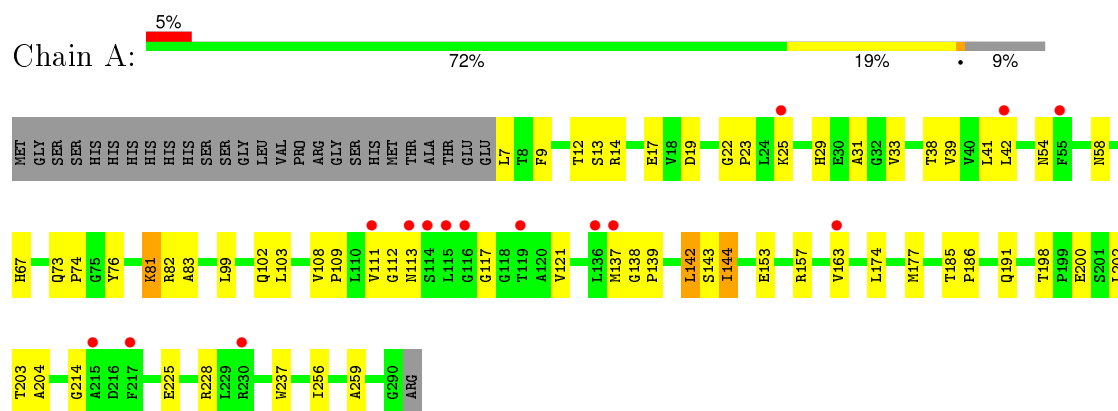 5%
Chain A:
72% 19% • 9%
MET GLY SER SER HIS HIS HIS HIS HIS HIS SER SER GLY LEU VAL PRO ARG GLY SER HIS MET THR ALA THR GLU GLU L7 T8 F9 T12 S13 R14 E17 V18 D19 G22 P23 L24 K25 H29 E30 A31 G32 V33 T38 V39 V40 L41 L42 N54 F55 N58
H67 Q73 P74 G75 Y76 K81 R82 A83 L99 Q102 L103 V108 P109 L110 V111 G112 N113 S114 L115 G116 G117 G118 T119 A120 V121 L136 M137 G138 P139 L142 S143 I144 E153 R157 V163 L174 M177 T185 P186 Q191 T198 P199 E200 S201 L202
T203 A204 G214 A215 D216 F217 E225 R228 L229 R230 W237 I256 A259 G290 ARG